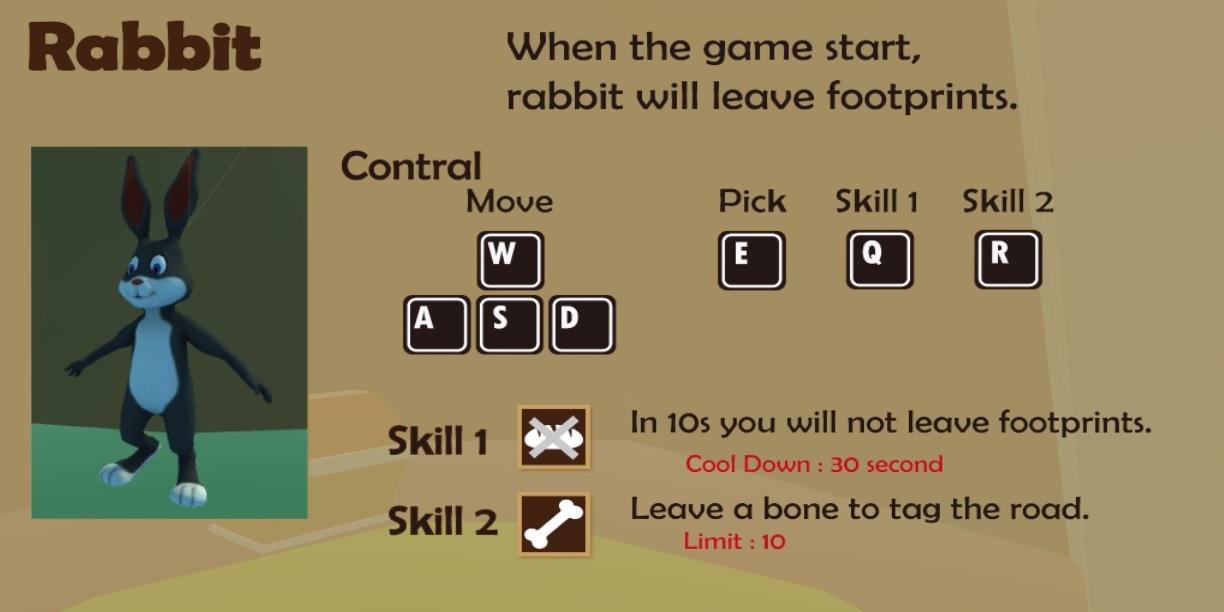 Rabbit
When the game start,
rabbit will leave footprints.
Contral
Move
Pick
Skill 1
Skill 2
W
E
Q
R
A
S
D
Skill 1
In 10s you will not leave footprints.
Cool Down : 30 second
Skill 2
Leave a bone to tag the road.
Limit : 10